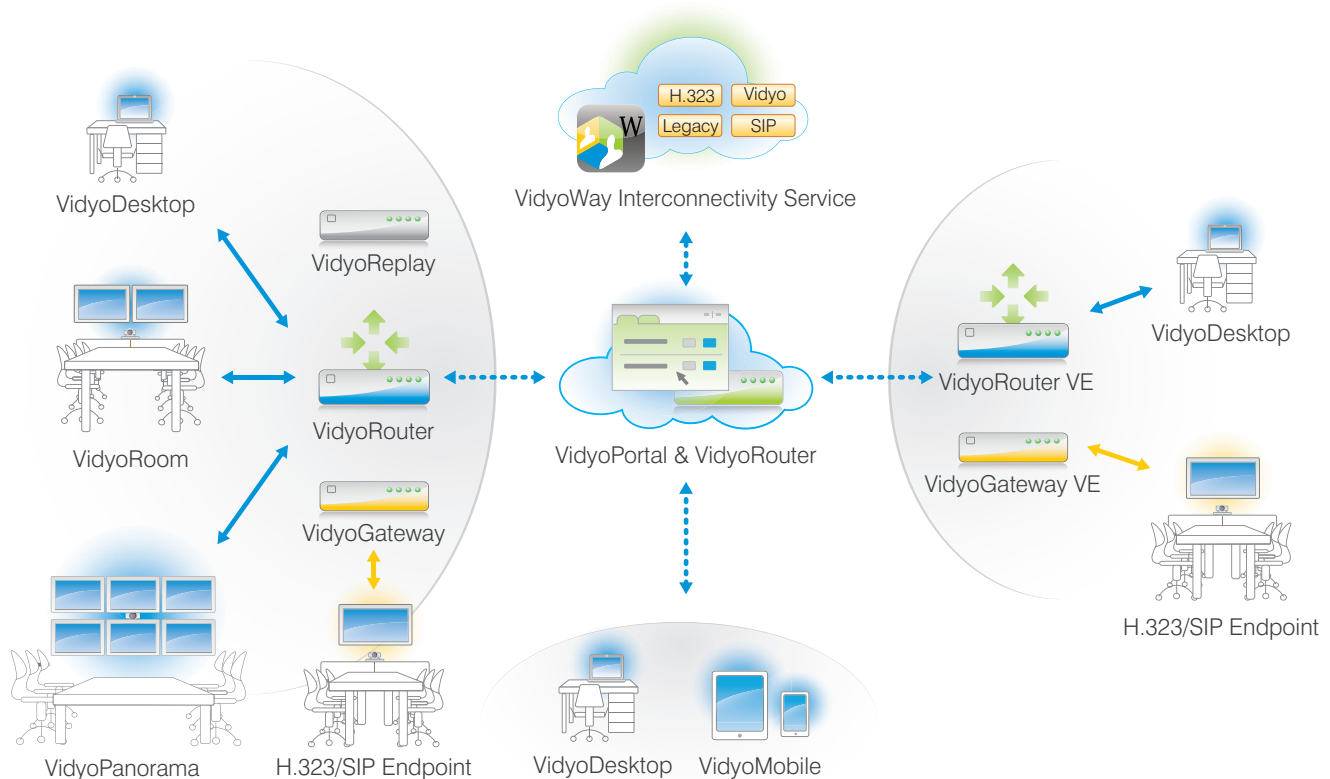 H.323
Vidyo
W
Legacy
SIP
VidyoWay Interconnectivity Service
VidyoDesktop
VidyoReplay
VidyoRoom
VidyoRouter
VidyoGateway
VidyoPanorama
H.323/SIP Endpoint
VidyoPortal & VidyoRouter
VidyoDesktop
VidyoMobile
VidyoDesktop
VidyoRouter VE
VidyoGateway VE
H.323/SIP Endpoint